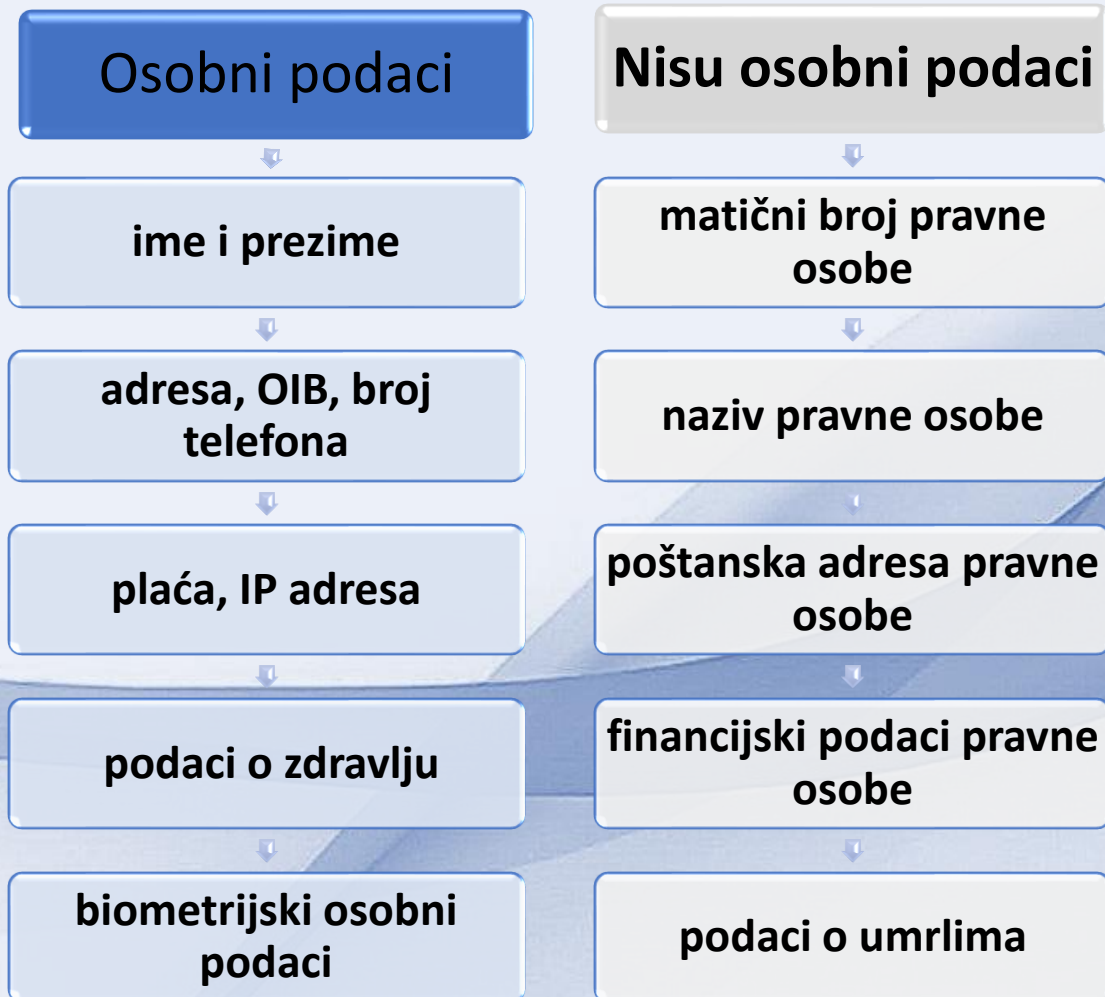 Osobni podaci
ime i prezime
adresa, OIB, broj
telefona
plaća, IP adresa
podaci o zdravlju
biometrijski osobni
podaci
Nisu osobni podaci
matični broj pravne
osobe
naziv pravne osobe
poštanska adresa pravne
osobe
financijski podaci pravne
osobe
podaci o umrlima